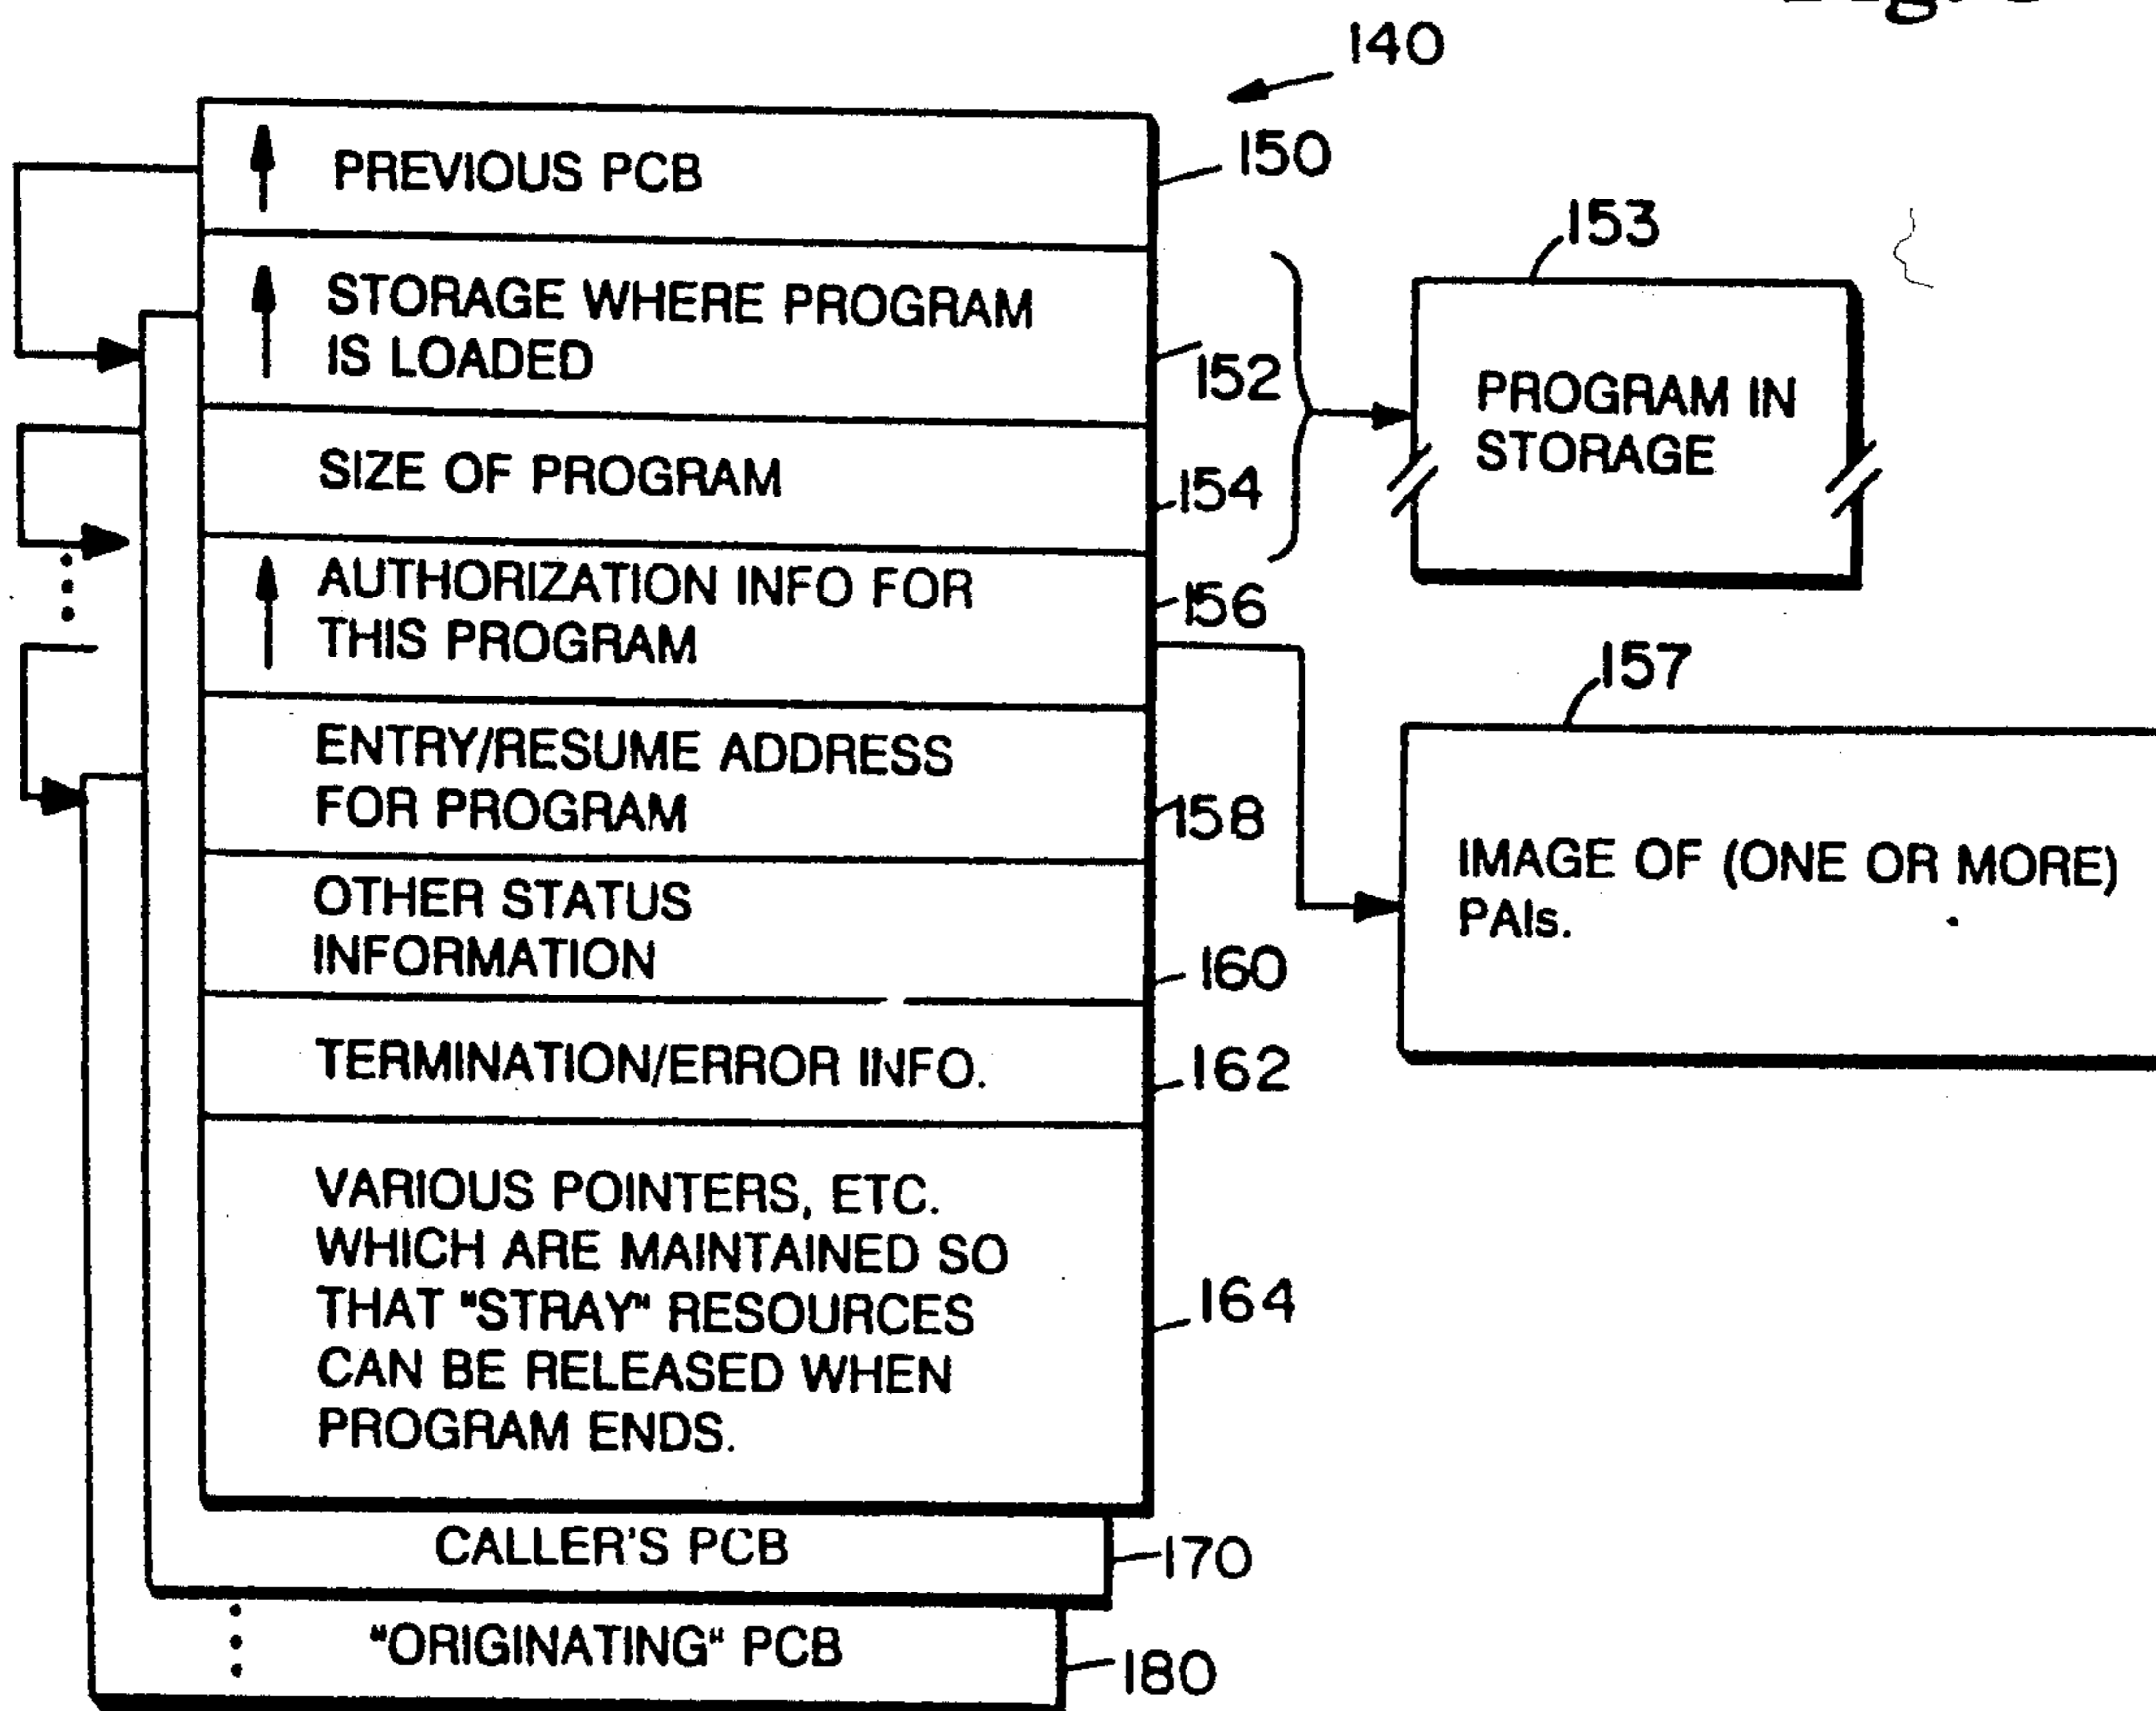 140
PREVIOUS PCB
150
STORAGE WHERE PROGRAM
IS LOADED
152
153
PROGRAM IN
STORAGE
SIZE OF PROGRAM
154
AUTHORIZATION INFO FOR
THIS PROGRAM
156
157
IMAGE OF (ONE OR MORE)
PAIs.
ENTRY/RESUME ADDRESS
FOR PROGRAM
158
OTHER STATUS
INFORMATION
160
TERMINATION/ERROR INFO.
162
VARIOUS POINTERS, ETC.
WHICH ARE MAINTAINED SO
THAT "STRAY" RESOURCES
CAN BE RELEASED WHEN
PROGRAM ENDS.
164
CALLER'S PCB
170
"ORIGINATING" PCB
180